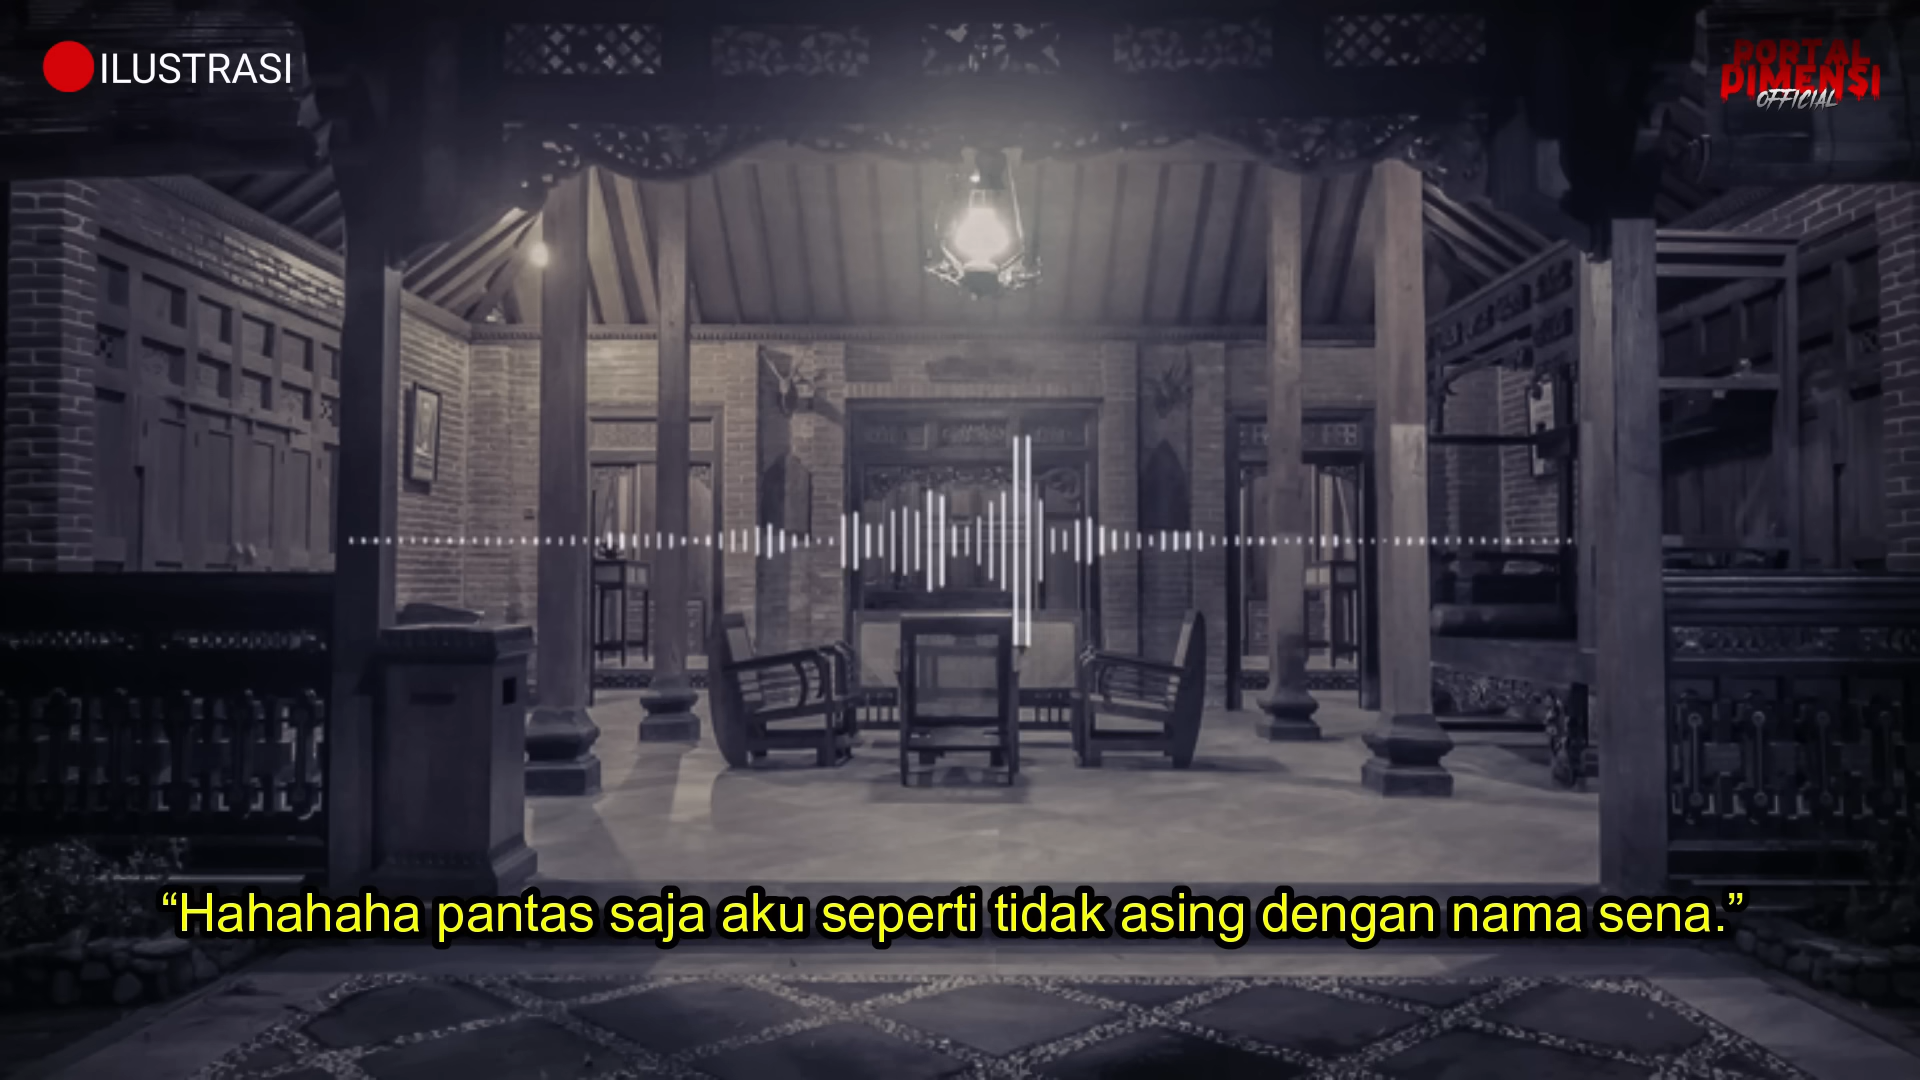 ILUSTRASI
PORTAL
DIMENSI
OFFICIAL
“Hahahaha pantas saja aku seperti tidak asing dengan nama sena.”